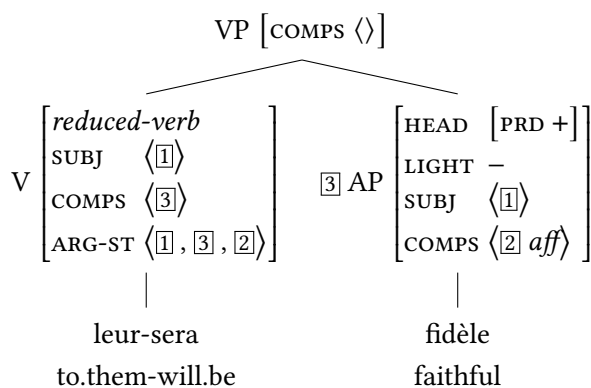 VP [COMPS ⟨⟩]
V [reduced-verb
SUBJ ⟨[1]⟩
COMPS ⟨[3]⟩
ARG-ST ⟨[1] , [3] , [2]⟩]
[3] AP [HEAD [PRD +]
LIGHT −
SUBJ ⟨[1]⟩
COMPS ⟨[2] aff⟩]
leur-sera
to.them-will.be
fidèle
faithful